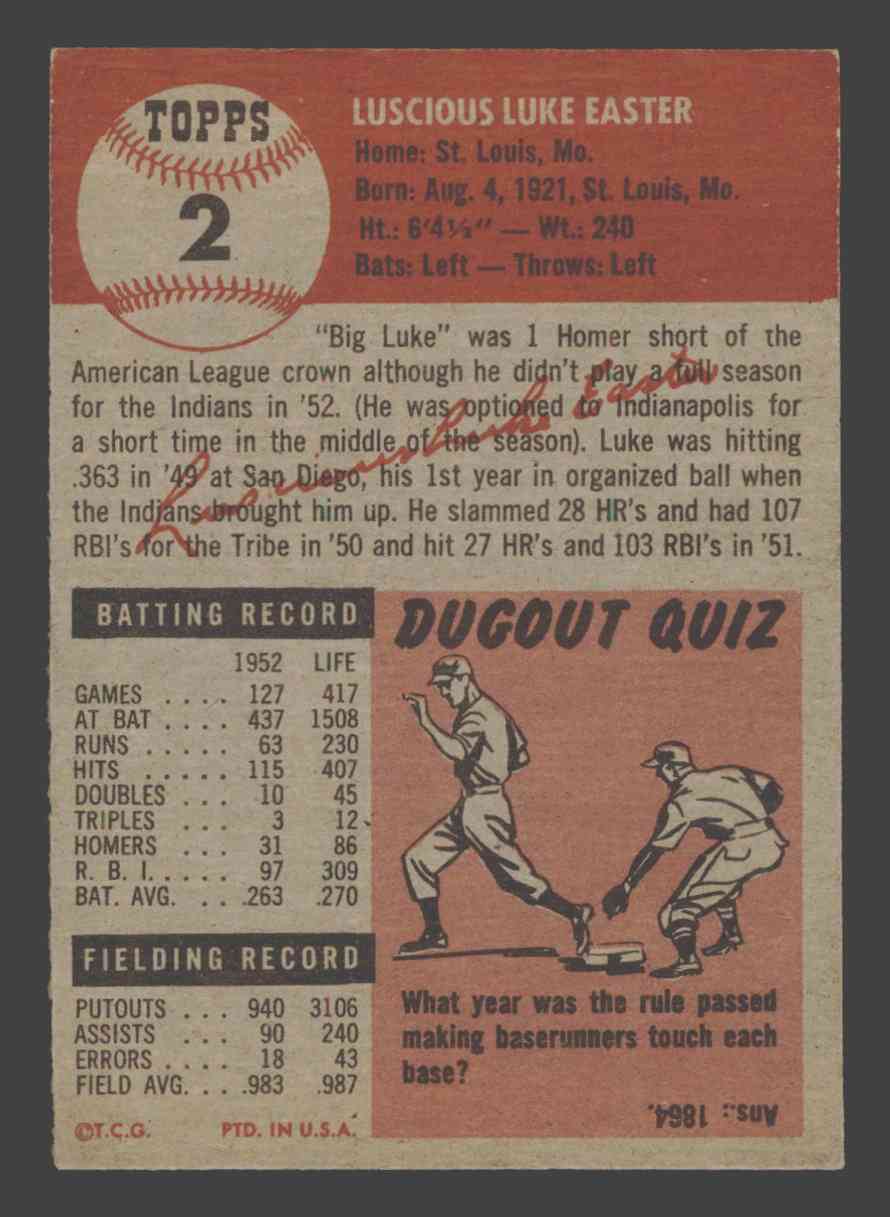 TOPPS
2
LUSCIOUS LUKE EASTER
Home: St. Louis, Mo.
Born: Aug. 4, 1921, St. Louis, Mo.
Ht.: 6'4½" — Wt.: 240
Bats: Left — Throws: Left
"Big Luke" was 1 Homer short of the
American League crown although he didn't play a full season
for the Indians in '52. (He was optioned to Indianapolis for
a short time in the middle of the season). Luke was hitting
.363 in '49 at San Diego, his 1st year in organized ball when
the Indians brought him up. He slammed 28 HR's and had 107
RBI's for the Tribe in '50 and hit 27 HR's and 103 RBI's in '51.
Luscious Luke Easter
BATTING RECORD
1952 LIFE
GAMES .... 127 417
AT BAT .... 437 1508
RUNS ..... 63 230
HITS ..... 115 407
DOUBLES ... 10 45
TRIPLES ... 3 12
HOMERS ... 31 86
R. B. I. .... 97 309
BAT. AVG. .. .263 .270
FIELDING RECORD
PUTOUTS ... 940 3106
ASSISTS ... 90 240
ERRORS .... 18 43
FIELD AVG. .. .983 .987
©T.C.G. PTD. IN U.S.A.
DUGOUT QUIZ
What year was the rule passed
making baserunners touch each
base?
Ans.: 1864.